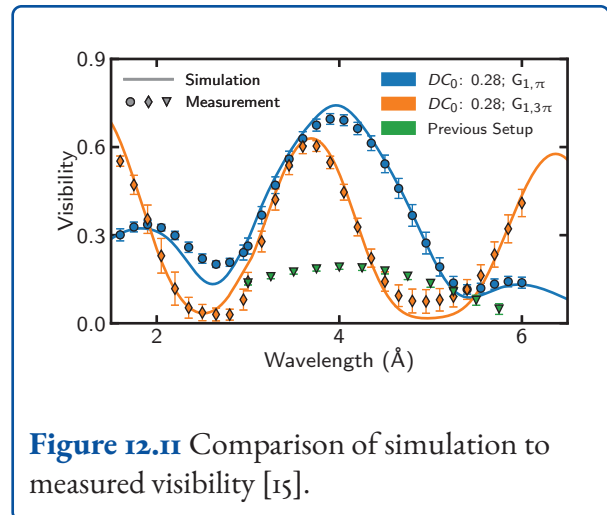 0.9
Simulation
Measurement
DC₀: 0.28; G₁,π
DC₀: 0.28; G₁,₃π
Previous Setup
0.6
Visibility
0.3
0.0
2
4
6
Wavelength (Å)
Figure 12.11 Comparison of simulation to
measured visibility [15].